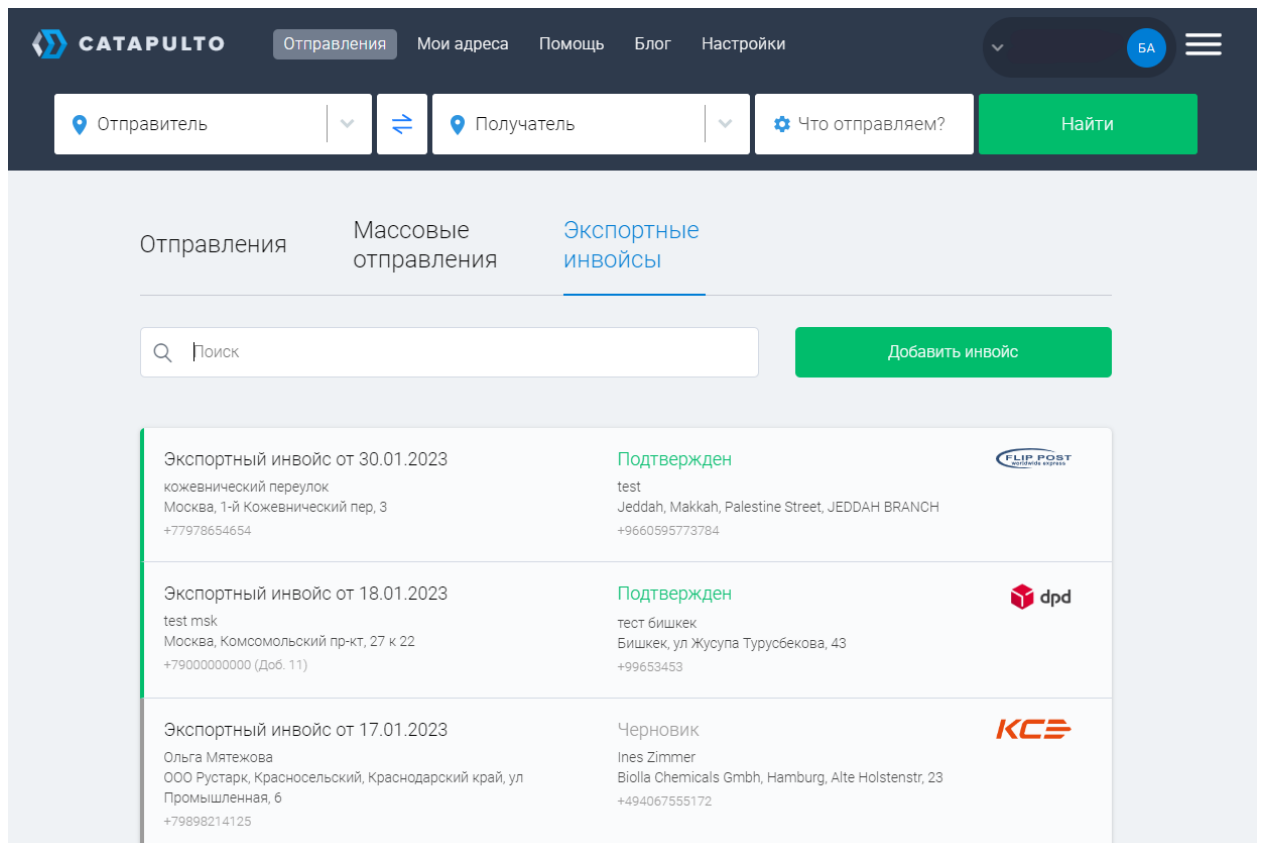 CATAPULTO
Отправления
Мои адреса
Помощь
Блог
Настройки
БА
Отправитель
Получатель
Что отправляем?
Найти
Отправления
Массовые
отправления
Экспортные
инвойсы
Поиск
Добавить инвойс
Экспортный инвойс от 30.01.2023
кожевнический переулок
Москва, 1-й Кожевнический пер, 3
+77978654654
Подтвержден
test
Jeddah, Makkah, Palestine Street, JEDDAH BRANCH
+9660595773784
FLIP POST
worldwide express
Экспортный инвойс от 18.01.2023
test msk
Москва, Комсомольский пр-кт, 27 к 22
+79000000000 (Доб. 11)
Подтвержден
тест бишкек
Бишкек, ул Жусупа Турусбекова, 43
+99653453
dpd
Экспортный инвойс от 17.01.2023
Ольга Мятежова
ООО Рустарк, Красносельский, Краснодарский край, ул
Промышленная, 6
+79898214125
Черновик
Ines Zimmer
Biolla Chemicals Gmbh, Hamburg, Alte Holstenstr, 23
+494067555172
КСЭ